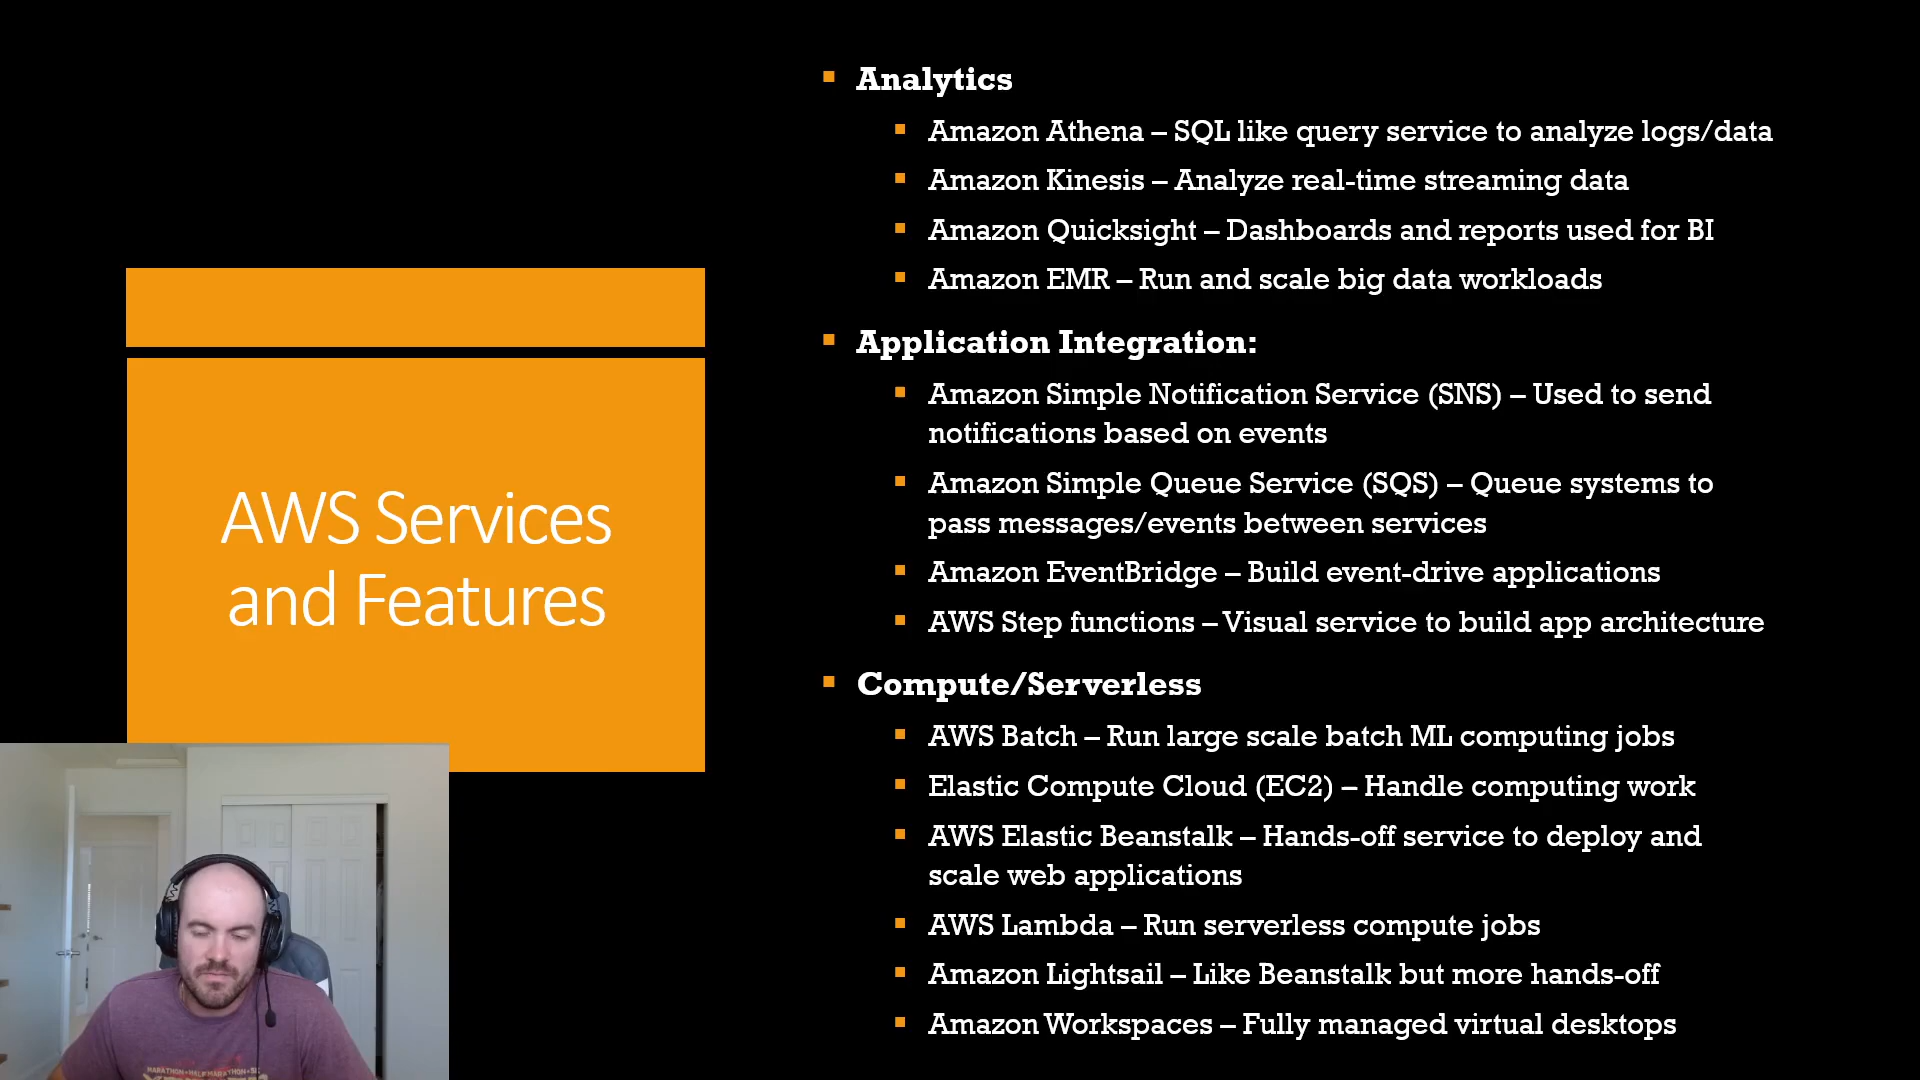 AWS Services
and Features
Analytics
Amazon Athena – SQL like query service to analyze logs/data
Amazon Kinesis – Analyze real-time streaming data
Amazon Quicksight – Dashboards and reports used for BI
Amazon EMR – Run and scale big data workloads
Application Integration:
Amazon Simple Notification Service (SNS) – Used to send
notifications based on events
Amazon Simple Queue Service (SQS) – Queue systems to
pass messages/events between services
Amazon EventBridge – Build event-drive applications
AWS Step functions – Visual service to build app architecture
Compute/Serverless
AWS Batch – Run large scale batch ML computing jobs
Elastic Compute Cloud (EC2) – Handle computing work
AWS Elastic Beanstalk – Hands-off service to deploy and
scale web applications
AWS Lambda – Run serverless compute jobs
Amazon Lightsail – Like Beanstalk but more hands-off
Amazon Workspaces – Fully managed virtual desktops
MARATHON•HALF MARATHON•5K